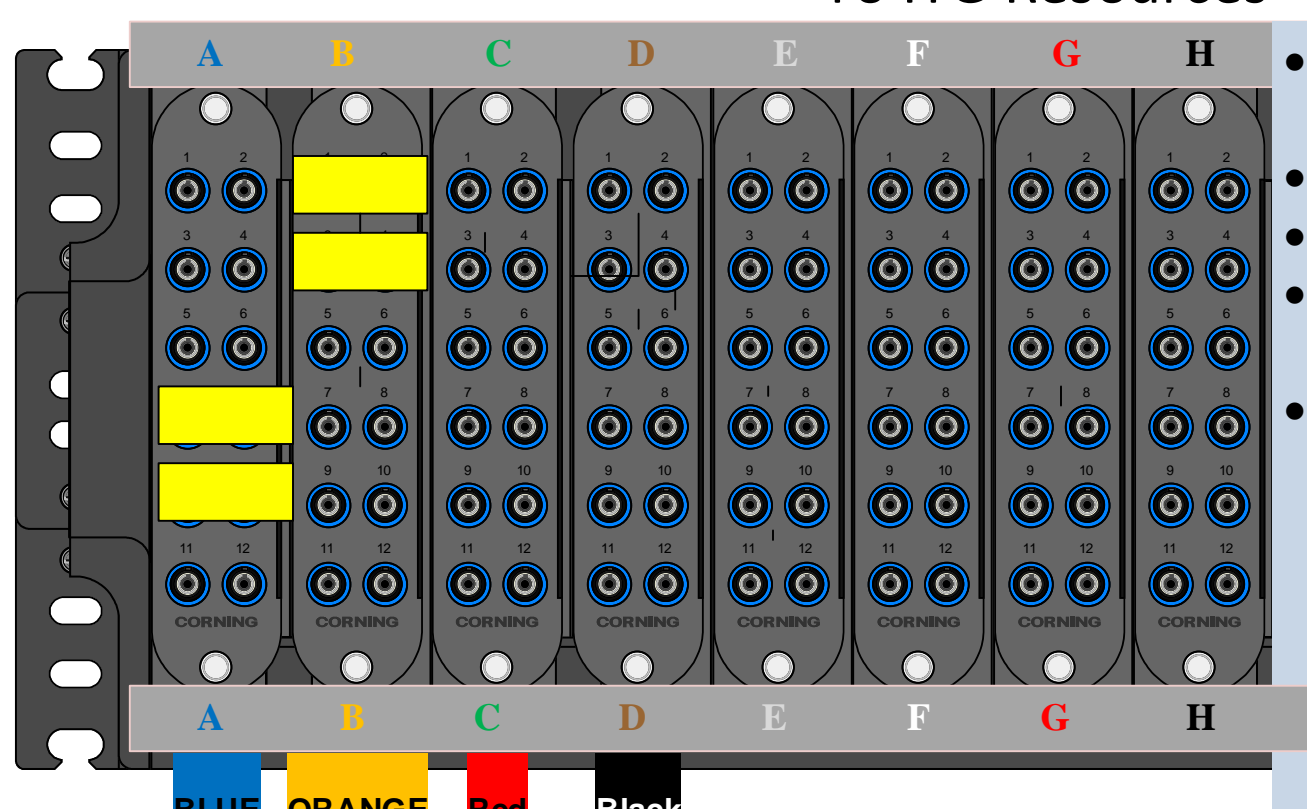 A B C D E F G H
1 2 1 2 1 2 1 2 1 2 1 2 1 2
3 4 3 4 3 4 3 4 3 4 3 4 3 4
5 6 5 6 5 6 5 6 5 6 5 6 5 6 5 6
7 8 7 8 7 8 7 8 7 8 7 8 7 8
9 10 9 10 9 10 9 10 9 10 9 10 9 10
11 12 11 12 11 12 11 12 11 12 11 12 11 12 11 12
CORNING CORNING CORNING CORNING CORNING CORNING CORNING CORNING
A B C D E F G H
BLUE ORANGE Red Black